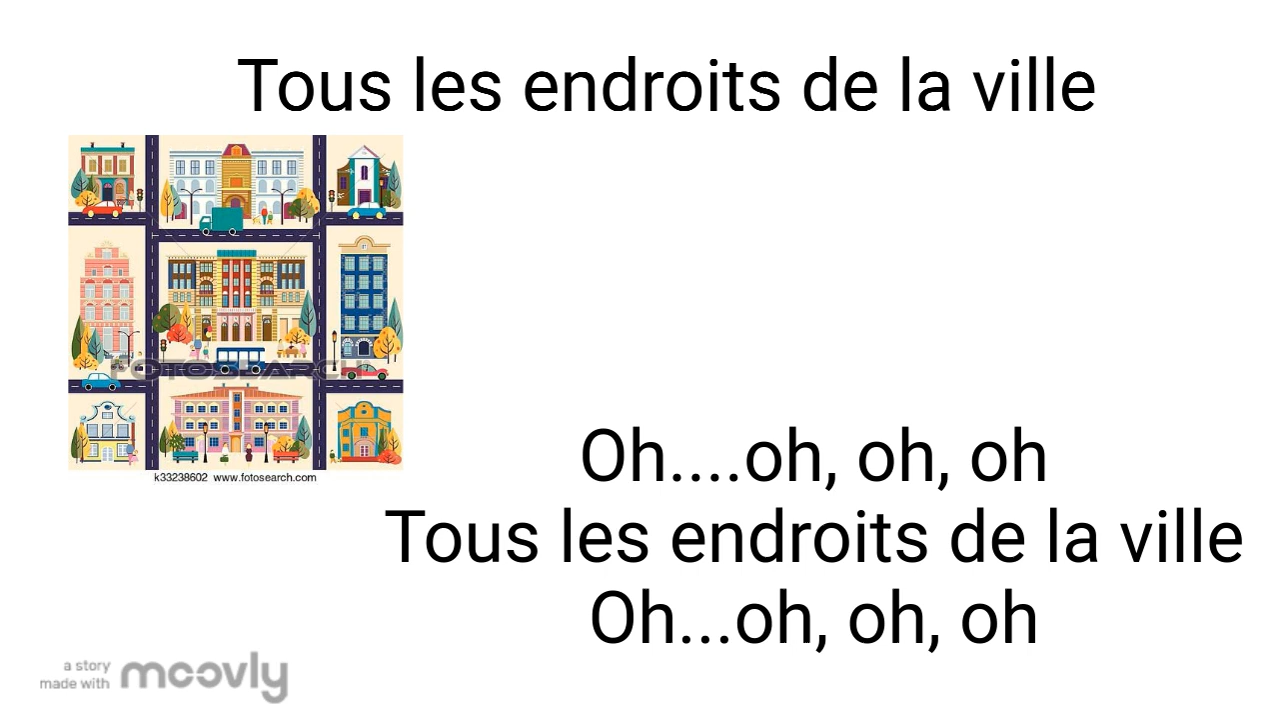 Tous les endroits de la ville
FOTOSEARCH
k33238602 www.fotosearch.com
Oh....oh, oh, oh
Tous les endroits de la ville
Oh...oh, oh, oh
a story
made with moovly